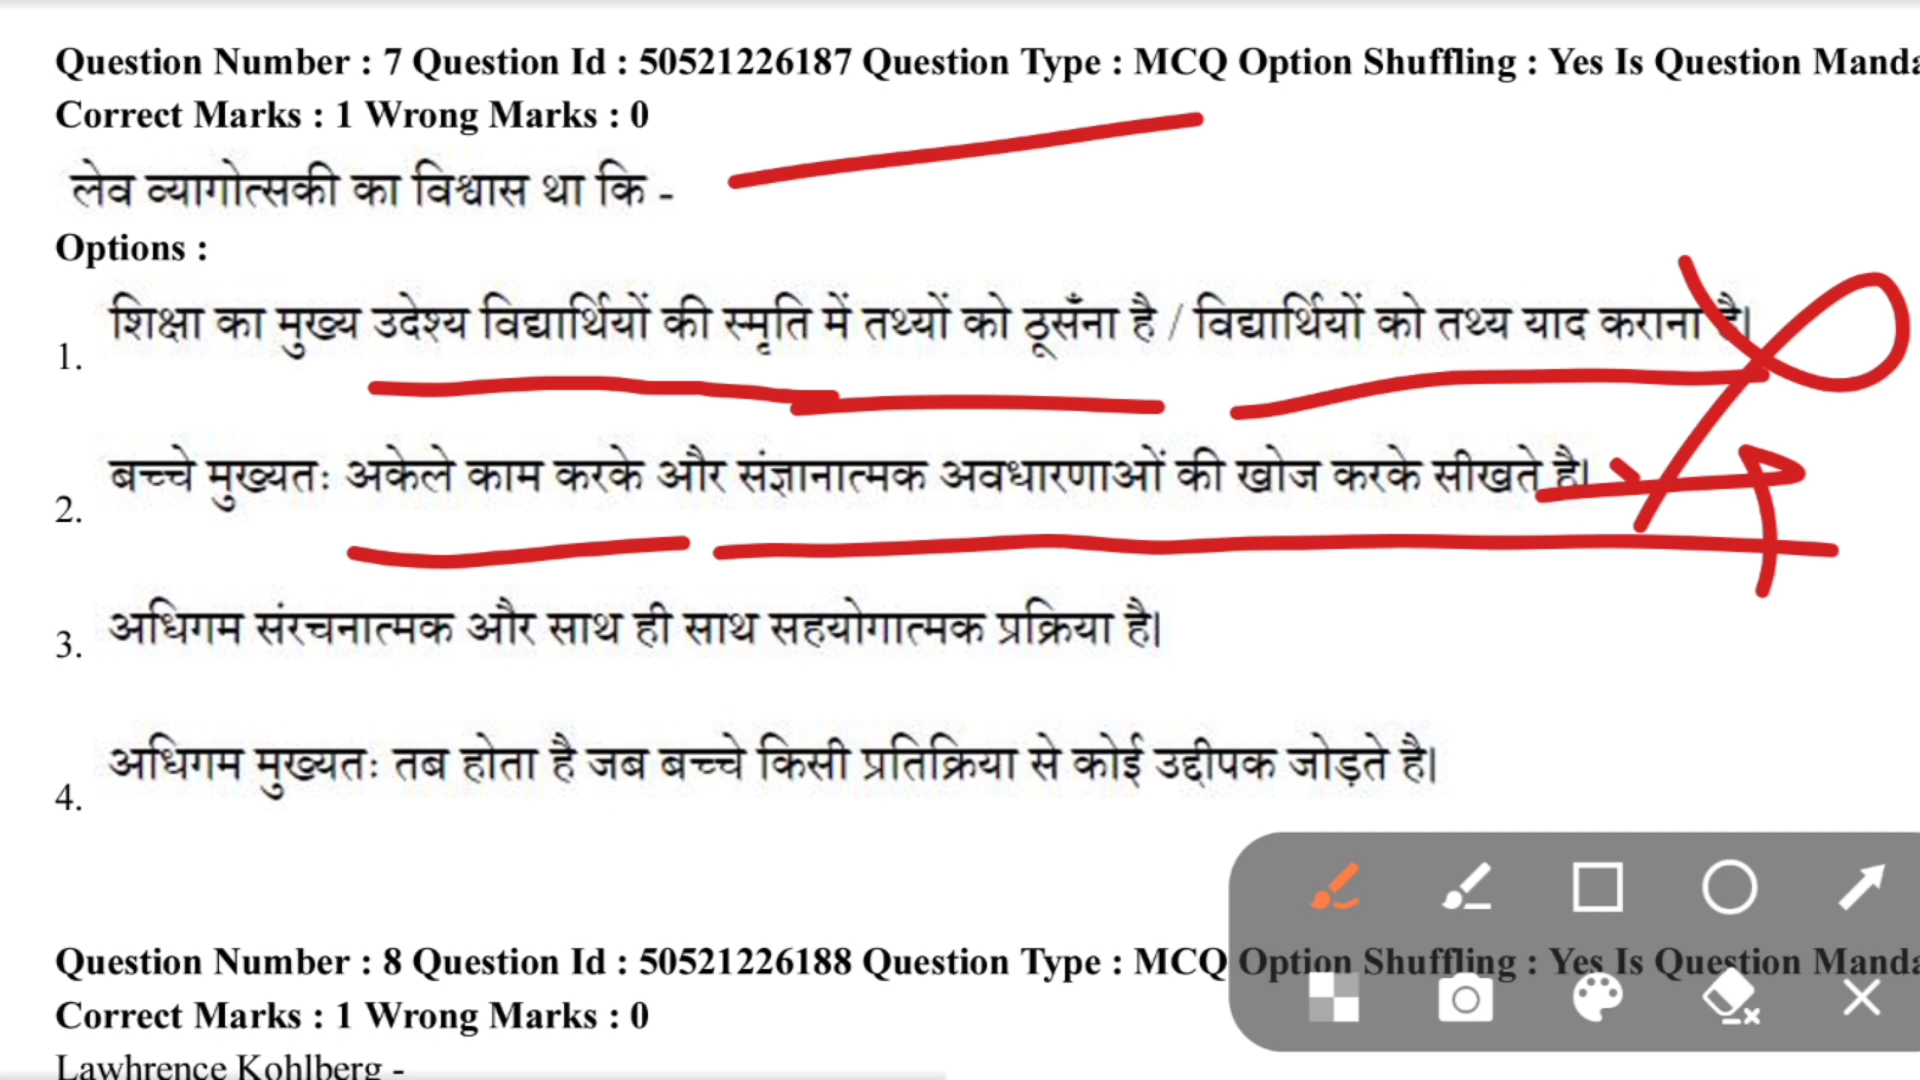 Question Number : 7 Question Id : 50521226187 Question Type : MCQ Option Shuffling : Yes Is Question Manda
Correct Marks : 1 Wrong Marks : 0
लेव व्यागोत्सकी का विश्वास था कि -
Options :
1. शिक्षा का मुख्य उदेश्य विद्यार्थियों की स्मृति में तथ्यों को ठूसँना है / विद्यार्थियों को तथ्य याद कराना है।
2. बच्चे मुख्यतः अकेले काम करके और संज्ञानात्मक अवधारणाओं की खोज करके सीखते है।
3. अधिगम संरचनात्मक और साथ ही साथ सहयोगात्मक प्रक्रिया है।
4. अधिगम मुख्यतः तब होता है जब बच्चे किसी प्रतिक्रिया से कोई उद्दीपक जोड़ते है।
Question Number : 8 Question Id : 50521226188 Question Type : MCQ Option Shuffling : Yes Is Question Manda
Correct Marks : 1 Wrong Marks : 0
Lawhrence Kohlberg -